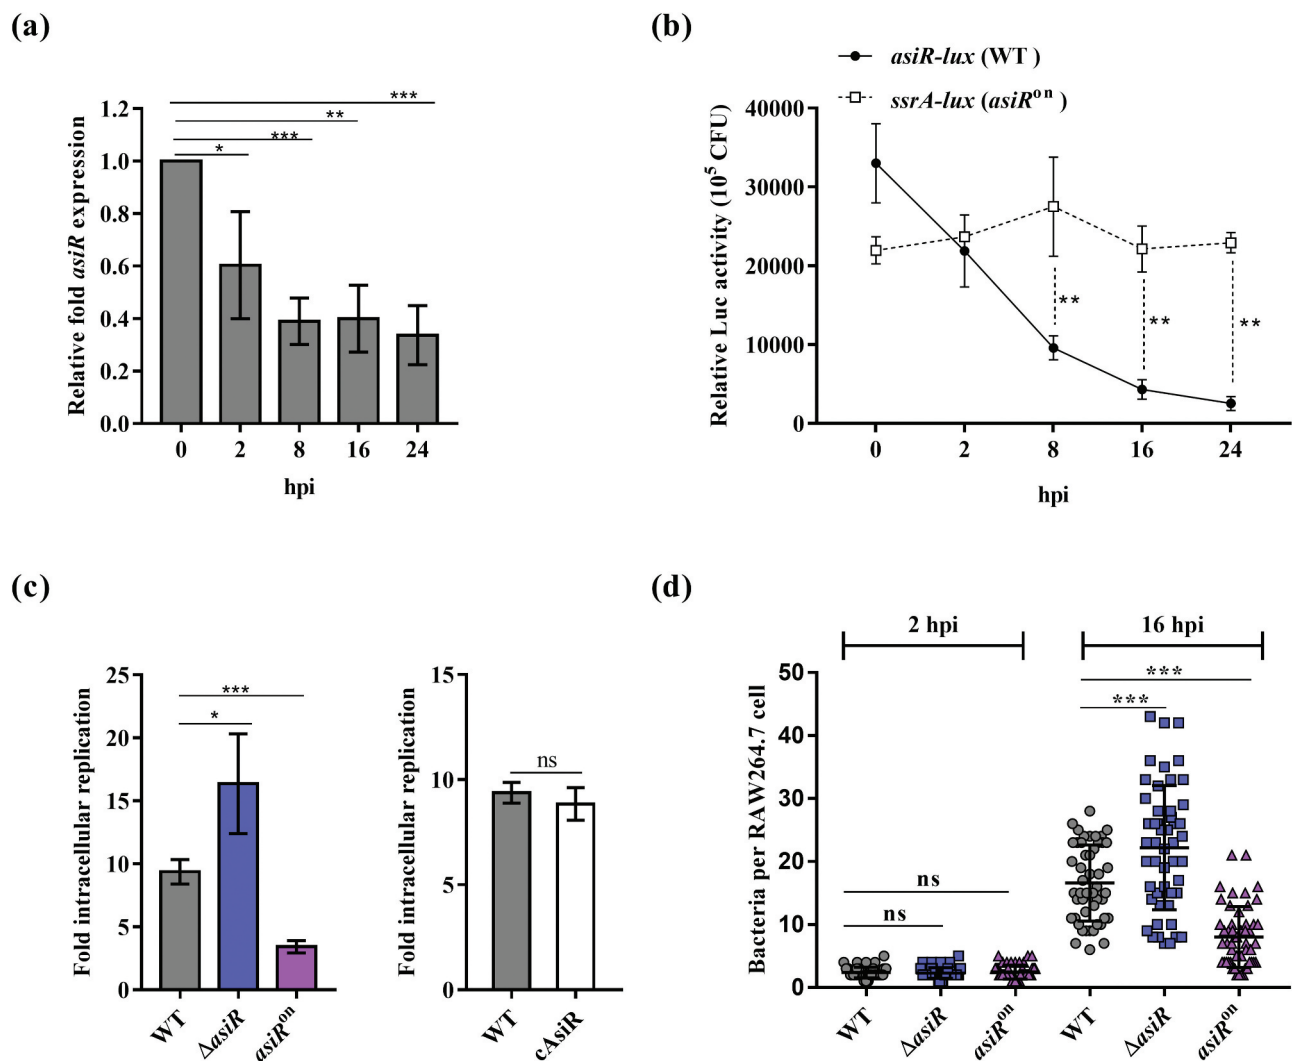 (a)
Relative fold asiR expression
1.2
1.0
0.8
0.6
0.4
0.2
0.0
***
**
***
*
0 2 8 16 24
hpi
(b)
asiR-lux (WT )
ssrA-lux (asiRon )
Relative Luc activity (105 CFU)
40000
30000
20000
10000
0
**
**
**
0 2 8 16 24
hpi
(c)
Fold intracellular replication
25
20
15
10
5
0
***
*
WT ΔasiR asiRon
Fold intracellular replication
15
10
5
0
ns
WT cAsiR
(d)
2 hpi 16 hpi
Bacteria per RAW264.7 cell
50
40
30
20
10
0
ns
ns
***
***
WT ΔasiR asiRon WT ΔasiR asiRon